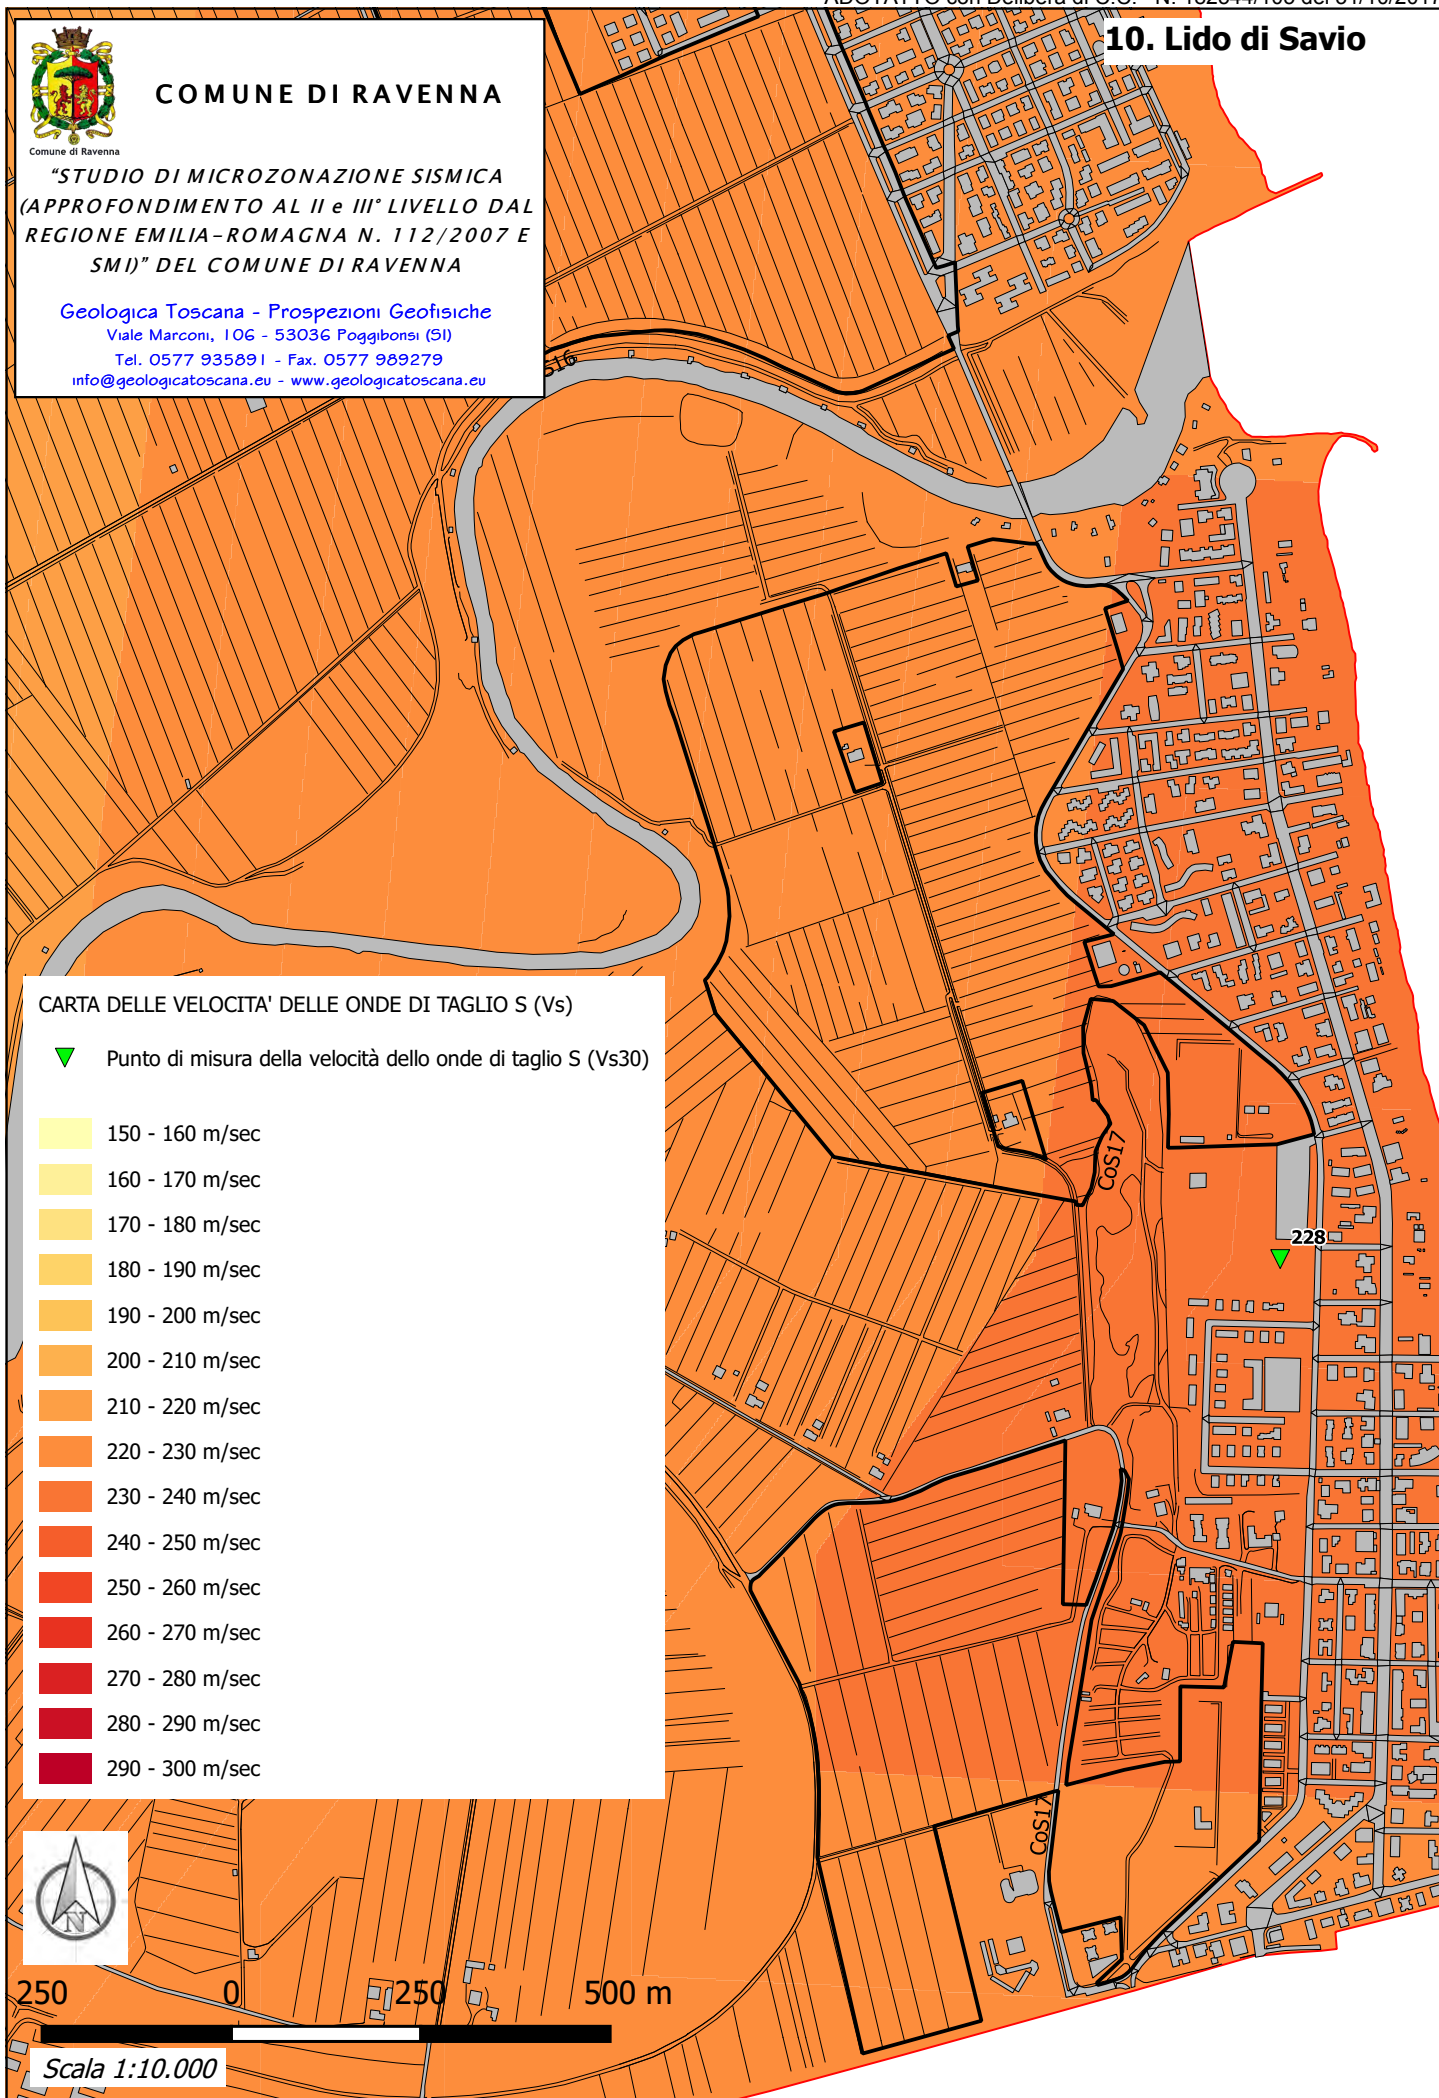 10. Lido di Savio
COMUNE DI RAVENNA
Comune di Ravenna
"STUDIO DI MICROZONAZIONE SISMICA
(APPROFONDIMENTO AL II e III° LIVELLO DAL
REGIONE EMILIA-ROMAGNA N. 112/2007 E
SMI)" DEL COMUNE DI RAVENNA
Geologica Toscana - Prospezioni Geofisiche
Viale Marconi, 106 - 53036 Poggibonsi (SI)
Tel. 0577 935891 - Fax. 0577 989279
info@geologicatoscana.eu - www.geologicatoscana.eu
CARTA DELLE VELOCITA' DELLE ONDE DI TAGLIO S (Vs)
Punto di misura della velocità dello onde di taglio S (Vs30)
150 - 160 m/sec
160 - 170 m/sec
170 - 180 m/sec
180 - 190 m/sec
190 - 200 m/sec
200 - 210 m/sec
210 - 220 m/sec
220 - 230 m/sec
230 - 240 m/sec
240 - 250 m/sec
250 - 260 m/sec
260 - 270 m/sec
270 - 280 m/sec
280 - 290 m/sec
290 - 300 m/sec
CoS17
228
CoS17
N
250 0 250 500 m
Scala 1:10.000